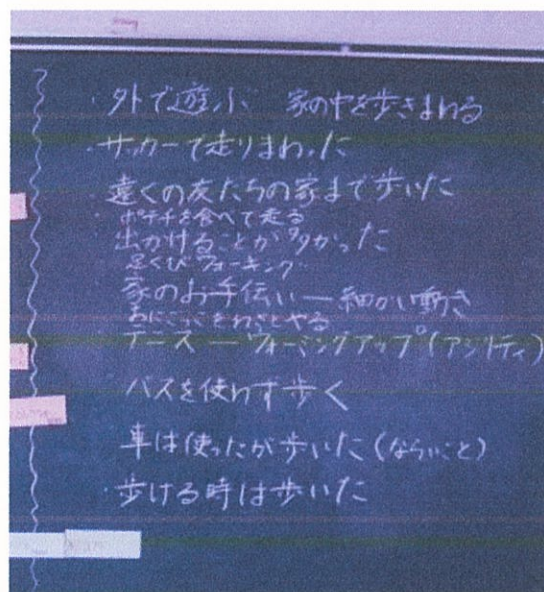 ・外で遊ぶ 家の中を歩きまわる
・サッカーで走りまわった
・遠くの友だちの家まで歩いた
・ポテチを食べて走る
出かけることが多かった
足くびウォーキング
家のお手伝い — 細かい動き
をわざとやる
テニス — ウォーミングアップ(アジリティ)
バスを使わず歩く
車は使ったが歩いた(ならいごと)
・歩ける時は歩いた